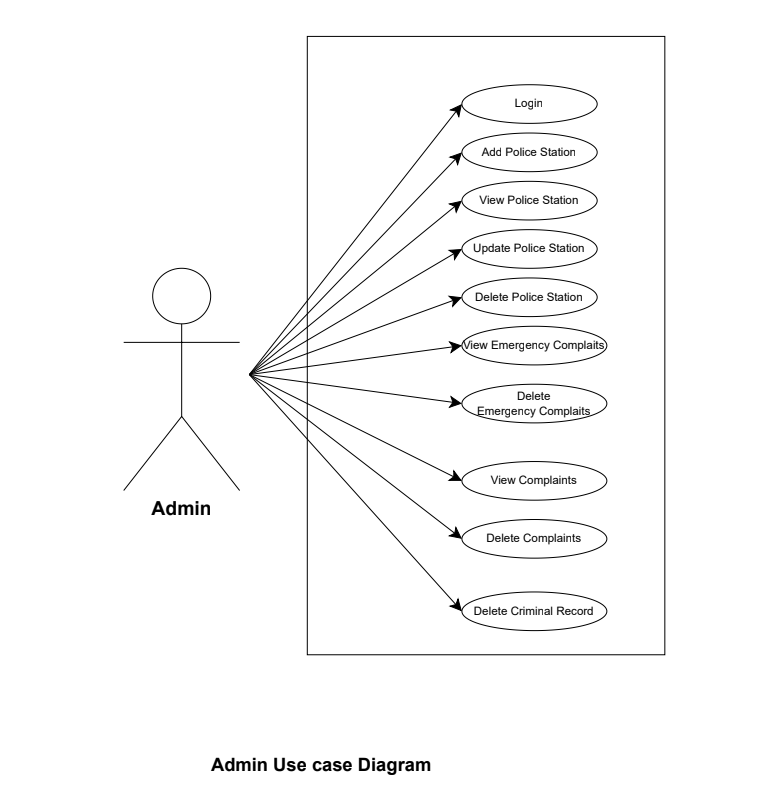 Login
Add Police Station
View Police Station
Update Police Station
Delete Police Station
View Emergency Complaits
Delete
Emergency Complaits
View Complaints
Delete Complaints
Delete Criminal Record
Admin
Admin Use case Diagram